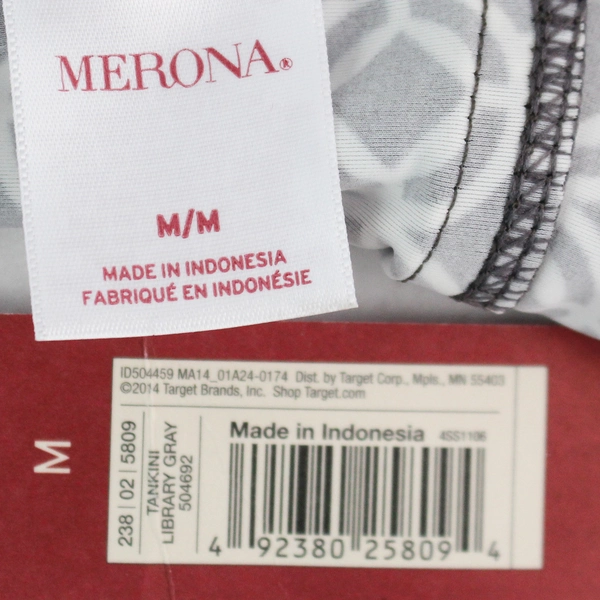 MERONA®
M/M
MADE IN INDONESIA
FABRIQUÉ EN INDONÉSIE
M
ID504459 MA14_01A24-0174 Dist. by Target Corp., Mpls., MN 55403
©2014 Target Brands, Inc. Shop Target.com
238 | 02 | 5809
TANKINI
LIBRARY GRAY
504692
Made in Indonesia 4SS1106
4 92380 25809 4